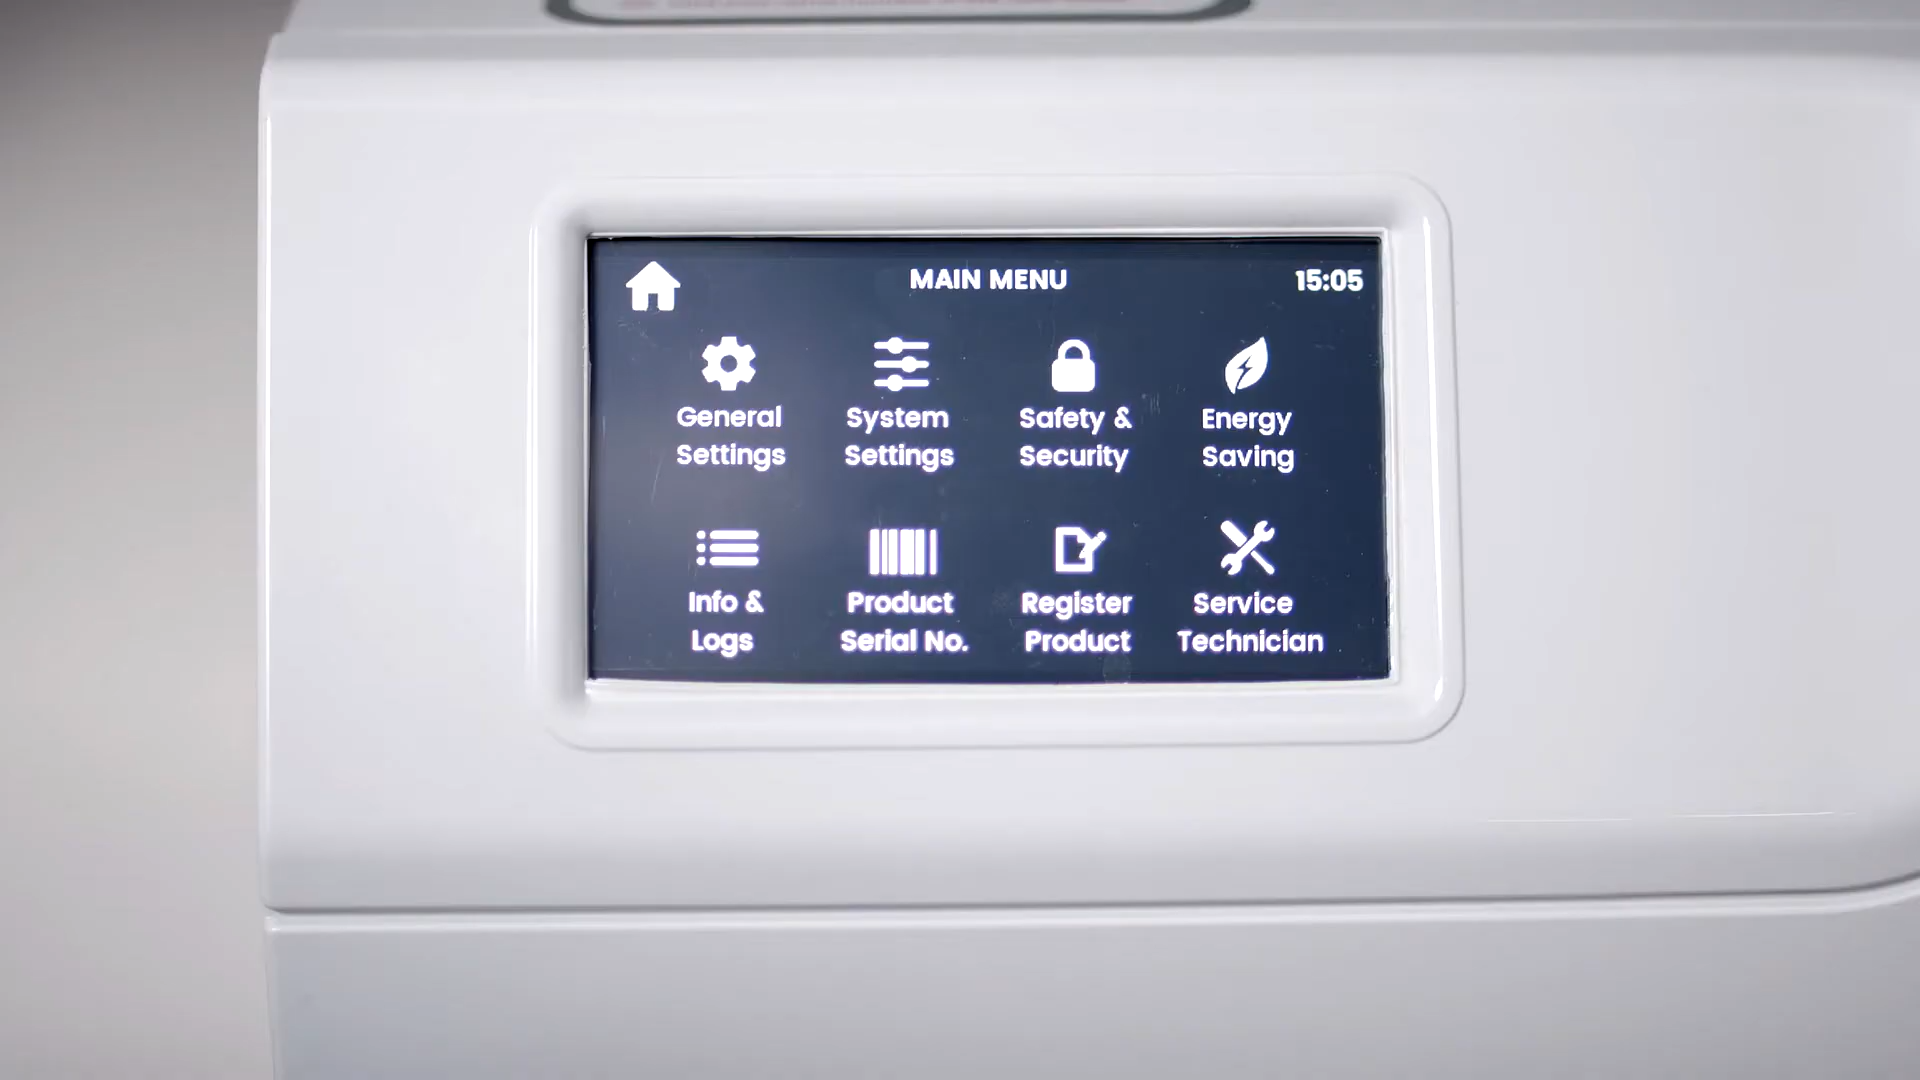 MAIN MENU
15:05
General
Settings
System
Settings
Safety &
Security
Energy
Saving
Info &
Logs
Product
Serial No.
Register
Product
Service
Technician